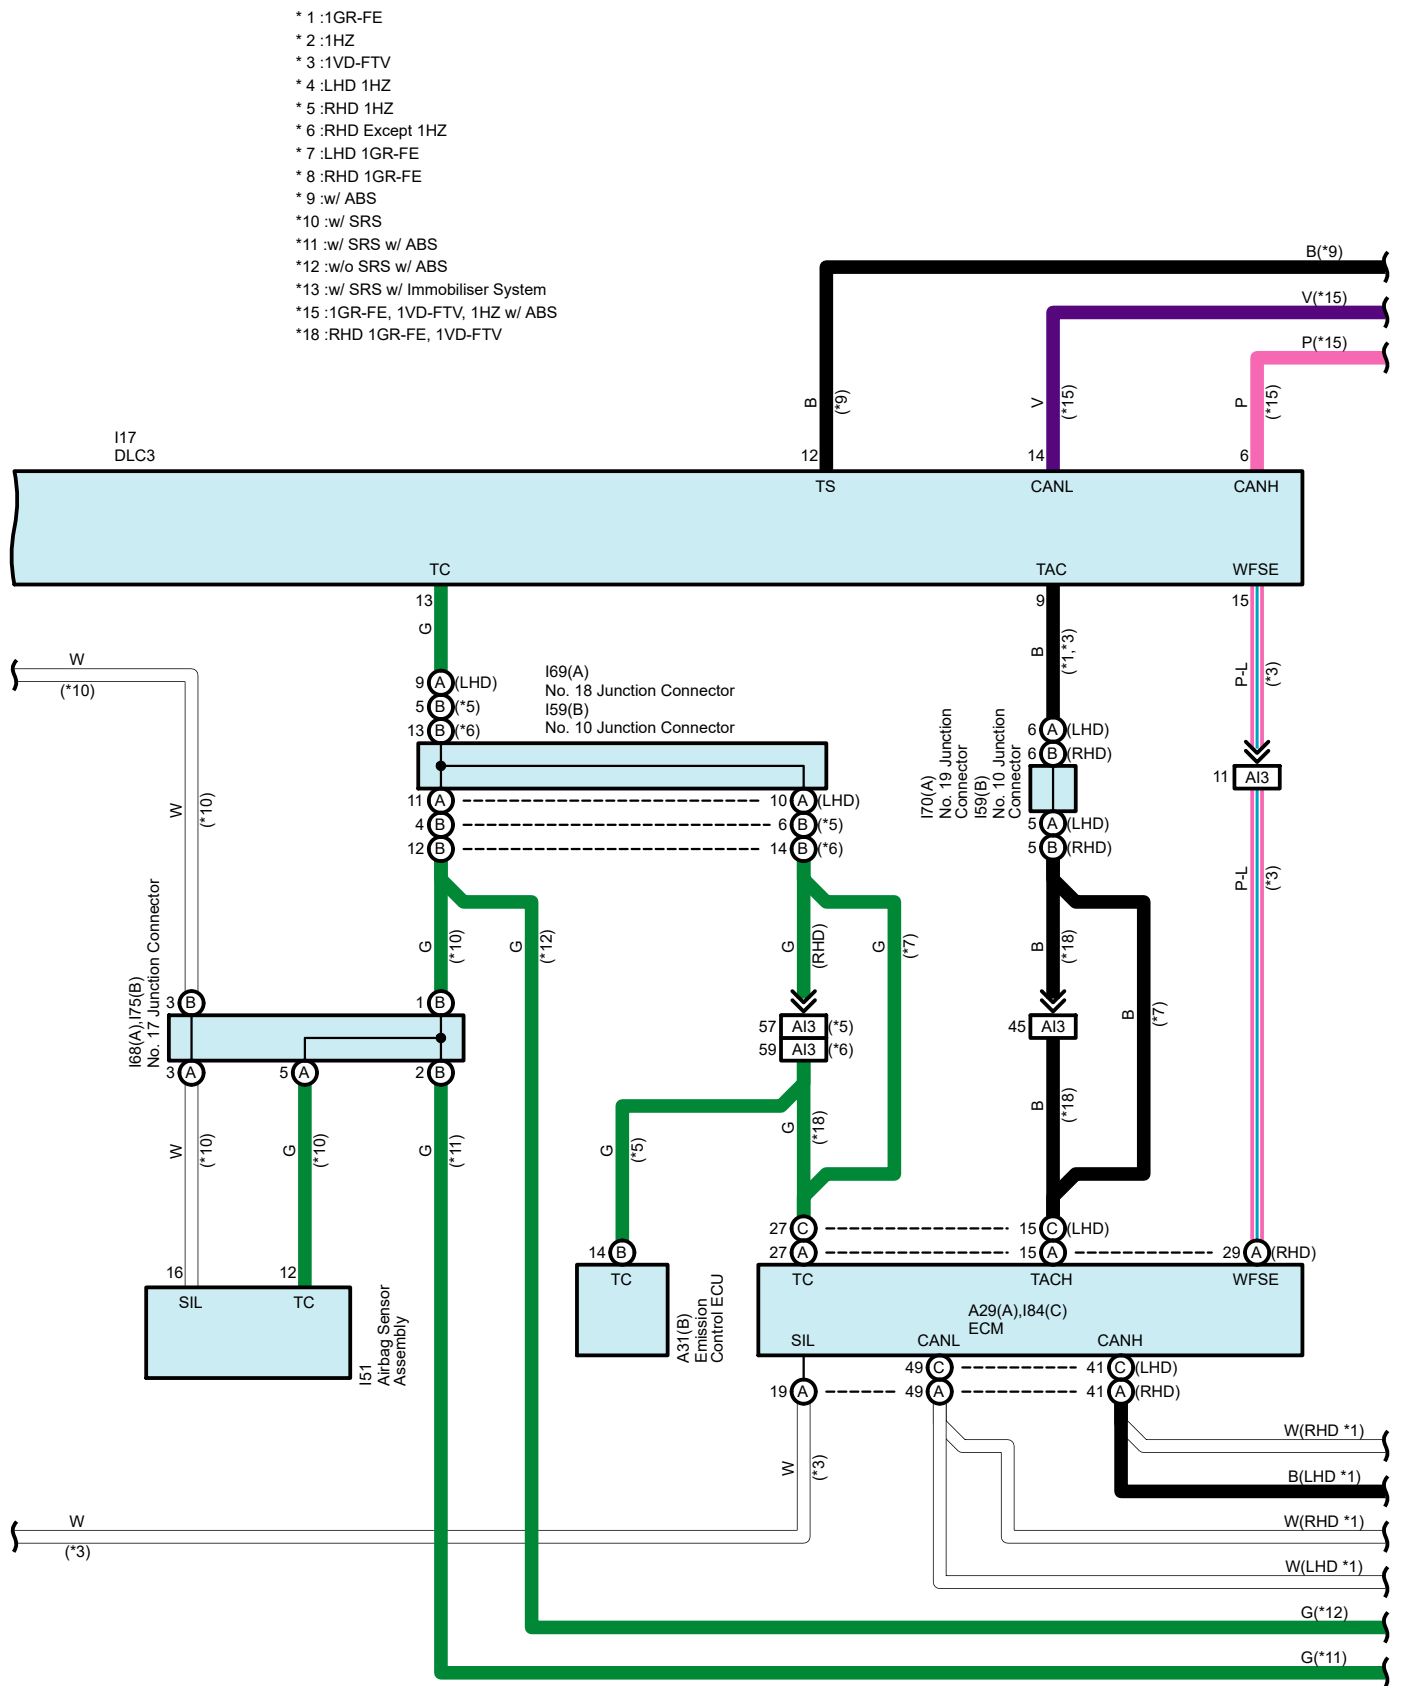 * 1 :1GR-FE
* 2 :1HZ
* 3 :1VD-FTV
* 4 :LHD 1HZ
* 5 :RHD 1HZ
* 6 :RHD Except 1HZ
* 7 :LHD 1GR-FE
* 8 :RHD 1GR-FE
* 9 :w/ ABS
*10 :w/ SRS
*11 :w/ SRS w/ ABS
*12 :w/o SRS w/ ABS
*13 :w/ SRS w/ Immobiliser System
*15 :1GR-FE, 1VD-FTV, 1HZ w/ ABS
*18 :RHD 1GR-FE, 1VD-FTV
B(*9)
V(*15)
P(*15)
B
(*9)
V
(*15)
P
(*15)
I17
DLC3
12
14
6
TS
CANL
CANH
TC
TAC
WFSE
13
9
15
G
B
(*1,*3)
P-L
(*3)
W
(*10)
9 A (LHD)
5 B (*5)
13 B (*6)
I69(A)
No. 18 Junction Connector
I59(B)
No. 10 Junction Connector
11 A
10 A (LHD)
4 B
6 B (*5)
12 B
14 B (*6)
I70(A)
No. 19 Junction
Connector
I59(B)
No. 10 Junction
Connector
6 A (LHD)
6 B (RHD)
5 A (LHD)
5 B (RHD)
11 AI3
W
(*10)
G
(*10)
G
(*12)
G
(RHD)
G
(*7)
B
(*18)
B
(*7)
P-L
(*3)
I68(A),I75(B)
No. 17 Junction Connector
3 B
1 B
3 A
5 A
2 B
57 AI3 (*5)
59 AI3 (*6)
45 AI3
W
(*10)
G
(*10)
G
(*11)
G
(*5)
G
(*18)
B
(*18)
27 C
15 C (LHD)
27 A
15 A
29 A (RHD)
14 B
16
12
SIL
TC
I51
Airbag Sensor
Assembly
TC
A31(B)
Emission
Control ECU
TC
TACH
WFSE
A29(A),I84(C)
ECM
SIL
CANL
CANH
49 C
41 C (LHD)
19 A
49 A
41 A (RHD)
W
(*3)
W
(*3)
W(RHD *1)
B(LHD *1)
W(RHD *1)
W(LHD *1)
G(*12)
G(*11)